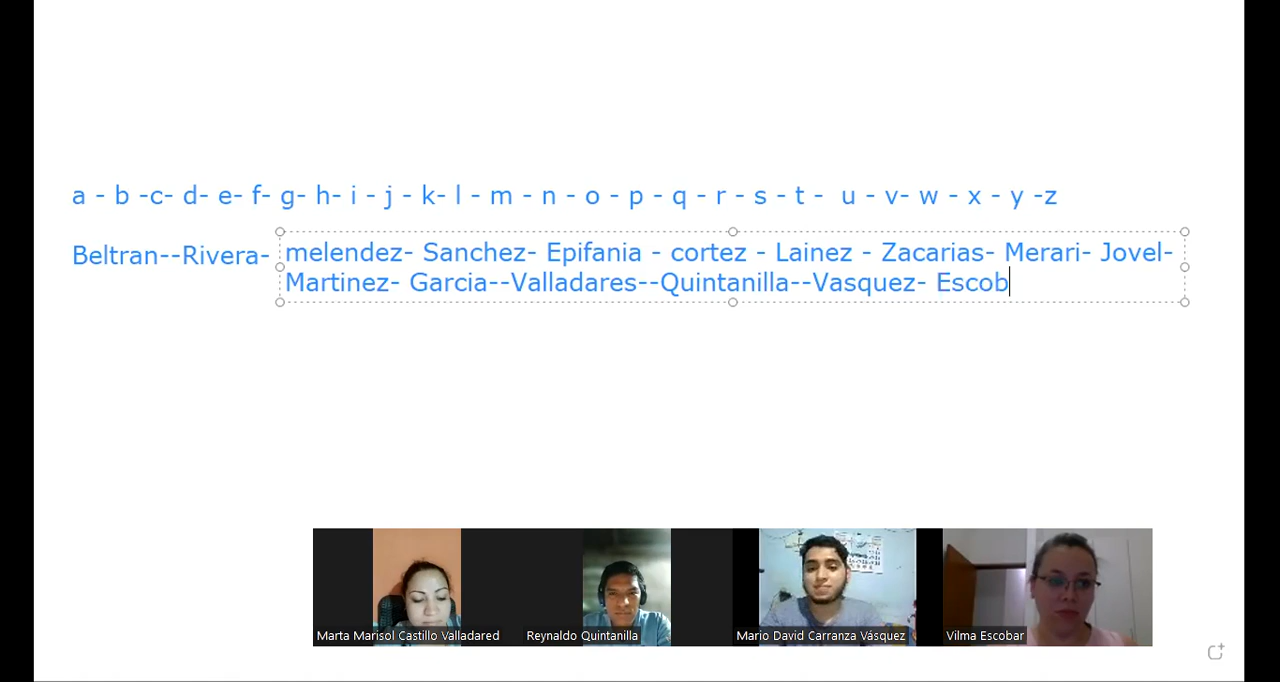 a - b -c- d- e- f- g- h- i - j - k- l - m - n - o - p - q - r - s - t -  u - v- w - x - y -z
Beltran--Rivera- melendez- Sanchez- Epifania - cortez - Lainez - Zacarias- Merari- Jovel-
Martinez- Garcia--Valladares--Quintanilla--Vasquez- Escob
Marta Marisol Castillo Valladared
Reynaldo Quintanilla
Mario David Carranza Vásquez
Vilma Escobar